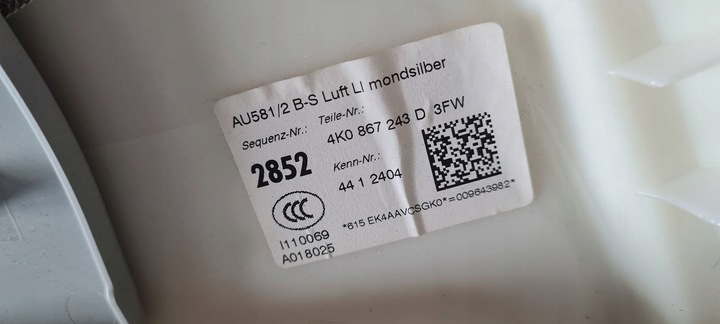 AU581/2 B-S Luft LI mondsilber
Sequenz-Nr.: Teile-Nr.:
2852 4K0 867 243 D 3FW
Kenn-Nr.:
44 1 2404
CCC
I110069
A018025
*615 EK4AAVCSGK0*=009643982*